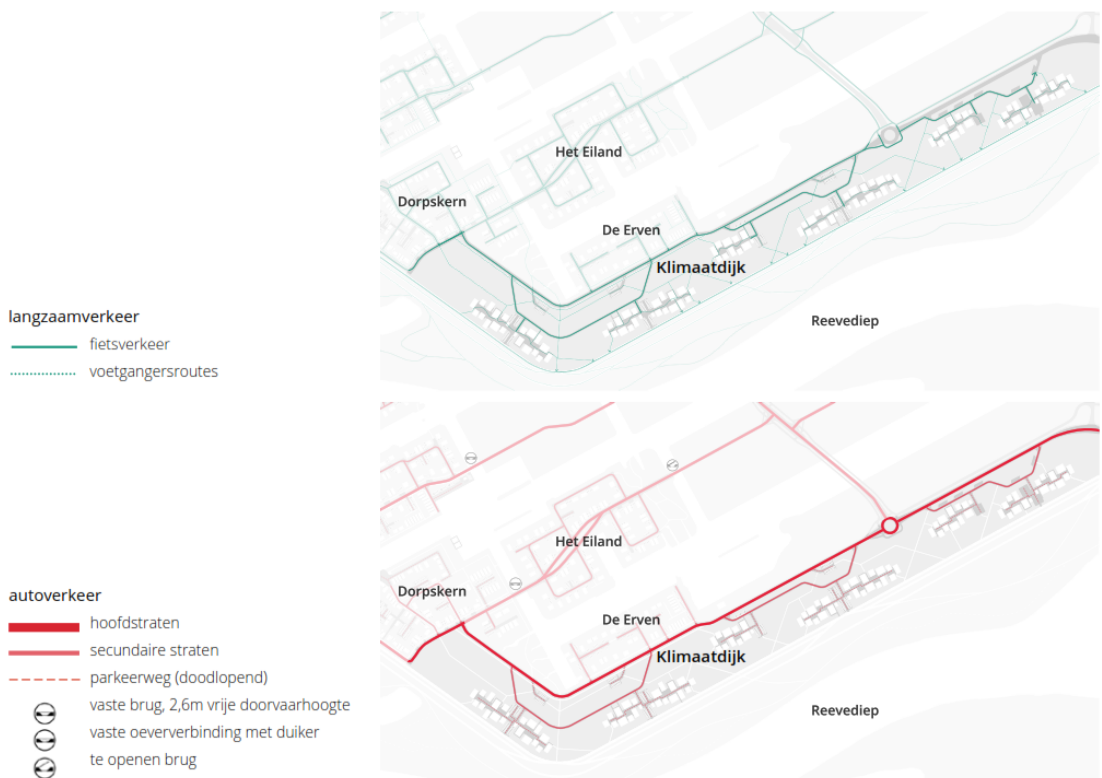 Het Eiland
Dorpskern
De Erven
Klimaatdijk
Reevediep
langzaamverkeer
fietsverkeer
voetgangersroutes
Het Eiland
Dorpskern
De Erven
Klimaatdijk
Reevediep
autoverkeer
hoofdstraten
secundaire straten
parkeerweg (doodlopend)
vaste brug, 2,6m vrije doorvaarhoogte
vaste oeververbinding met duiker
te openen brug